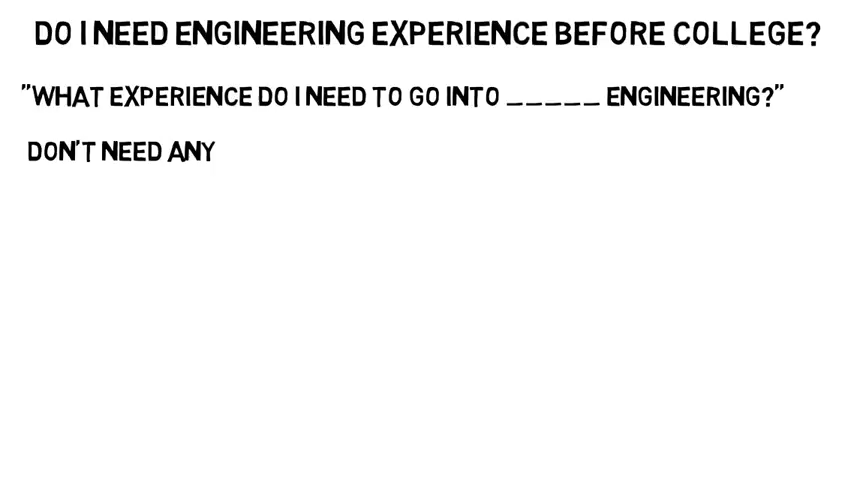 DO I NEED ENGINEERING EXPERIENCE BEFORE COLLEGE?
"WHAT EXPERIENCE DO I NEED TO GO INTO _____ ENGINEERING?"
DON'T NEED ANY